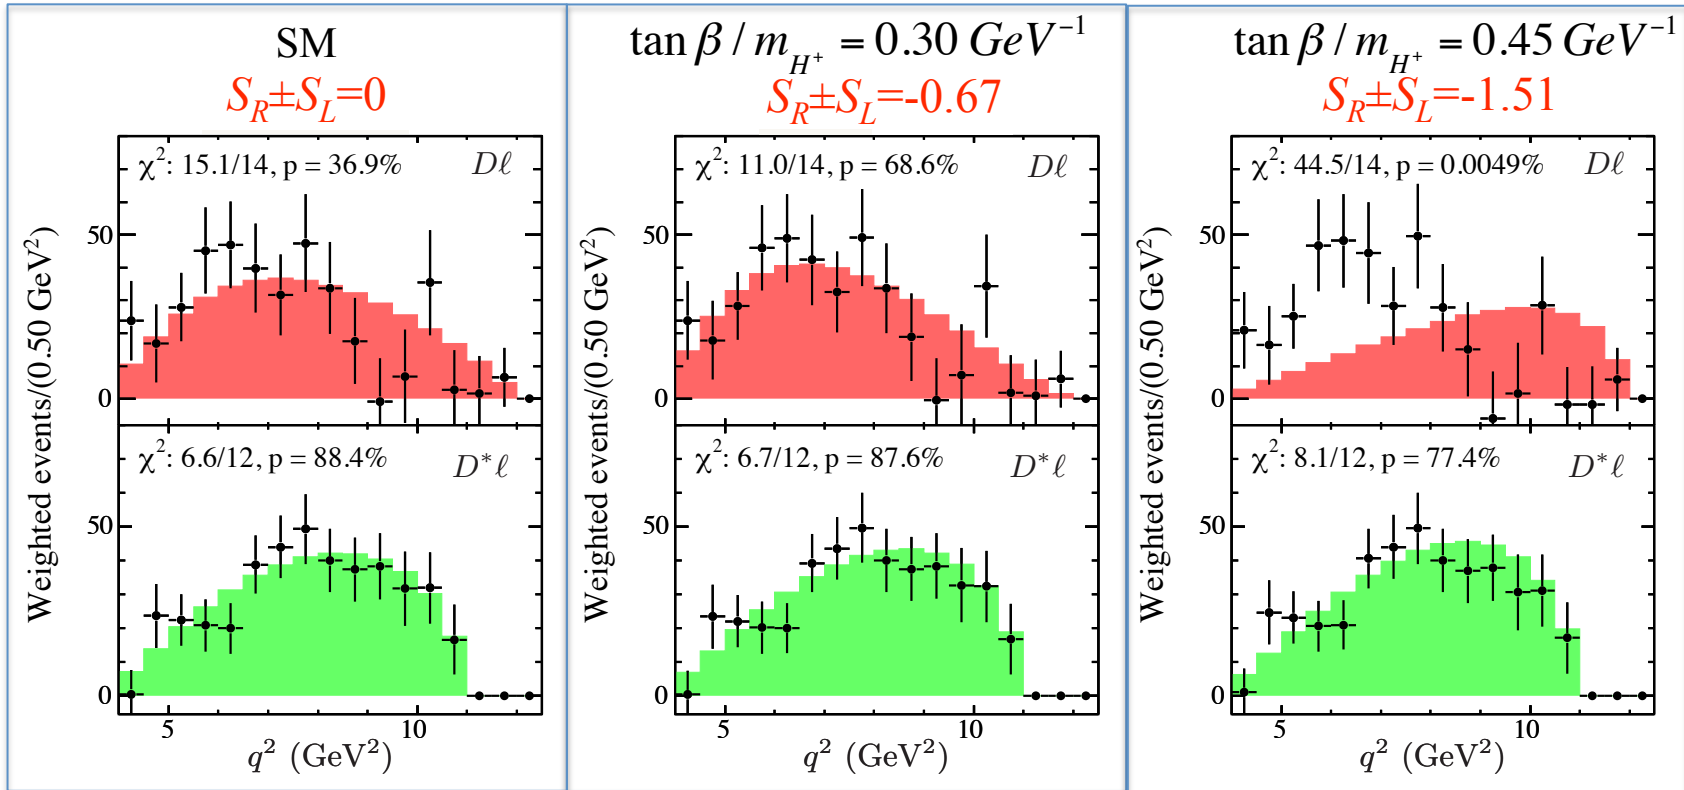 SM
S_R±S_L=0
χ²: 15.1/14, p = 36.9%
Dℓ
50
0
Weighted events/(0.50 GeV²)
χ²: 6.6/12, p = 88.4%
D*ℓ
50
0
5
10
q² (GeV²)
tan β / m_{H⁺} = 0.30 GeV⁻¹
S_R±S_L=-0.67
χ²: 11.0/14, p = 68.6%
Dℓ
50
0
Weighted events/(0.50 GeV²)
χ²: 6.7/12, p = 87.6%
D*ℓ
50
0
5
10
q² (GeV²)
tan β / m_{H⁺} = 0.45 GeV⁻¹
S_R±S_L=-1.51
χ²: 44.5/14, p = 0.0049%
Dℓ
50
0
Weighted events/(0.50 GeV²)
χ²: 8.1/12, p = 77.4%
D*ℓ
50
0
5
10
q² (GeV²)